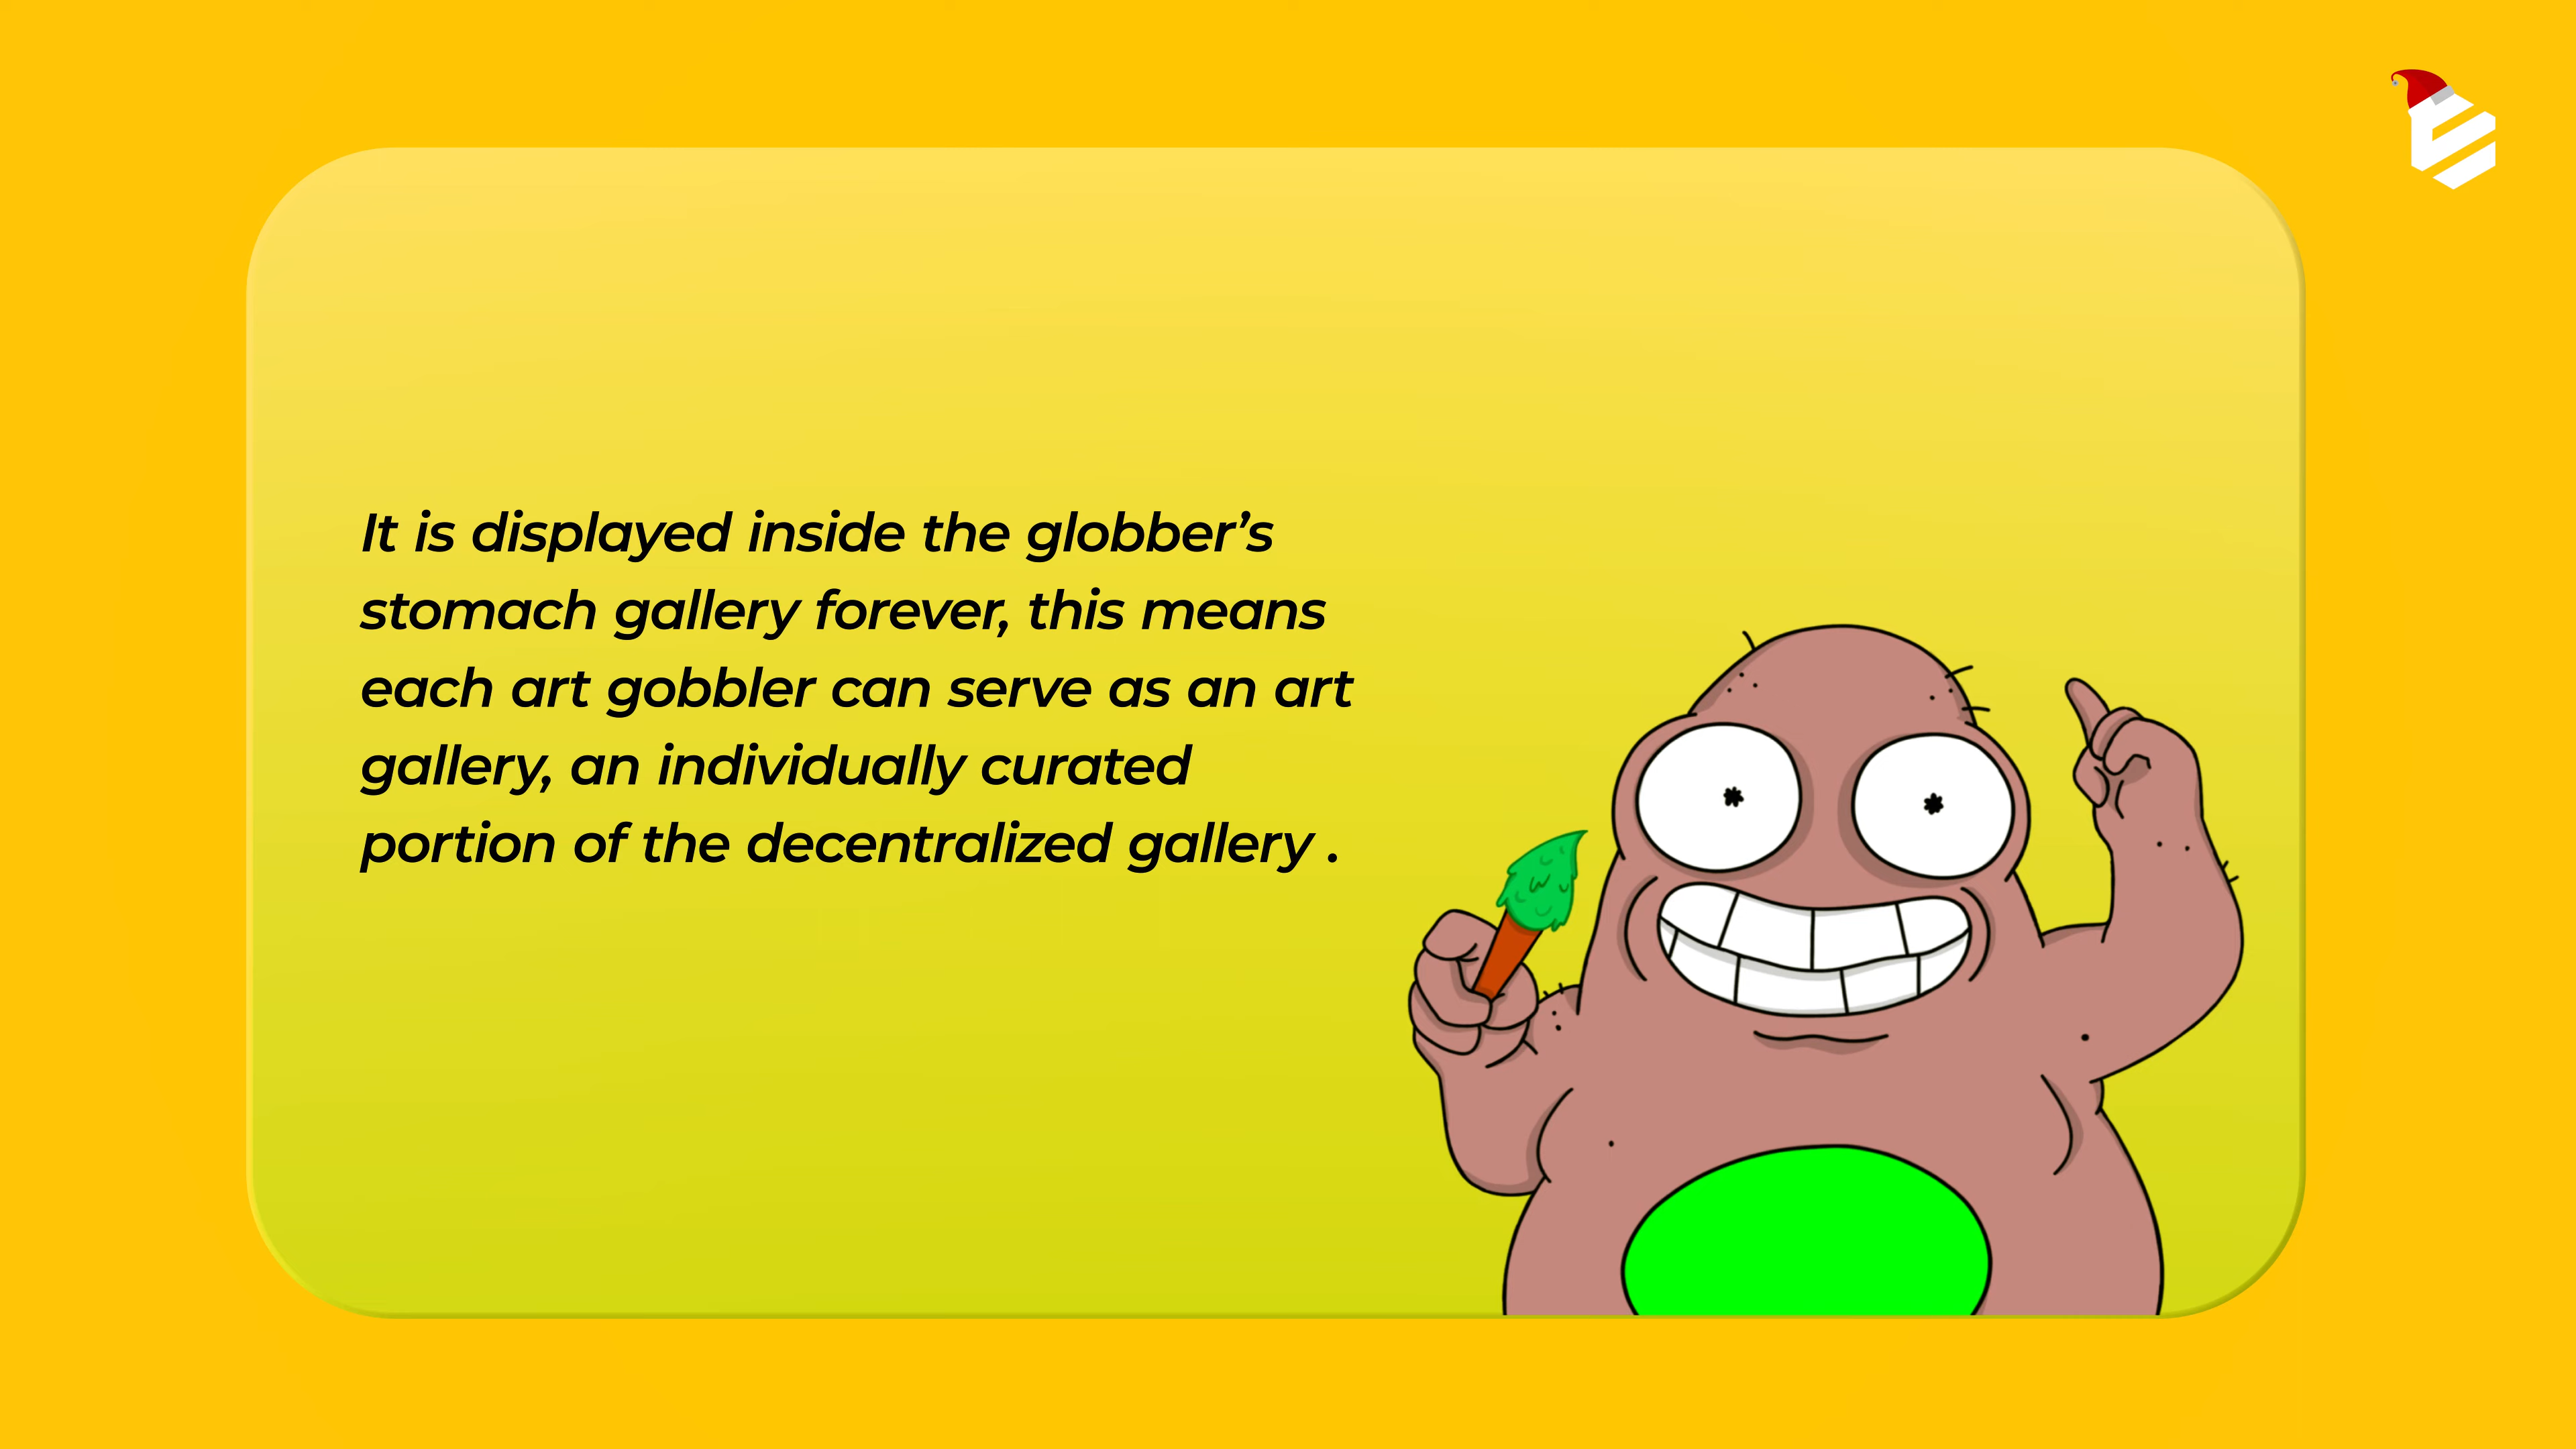 It is displayed inside the globber’s
stomach gallery forever, this means
each art gobbler can serve as an art
gallery, an individually curated
portion of the decentralized gallery .